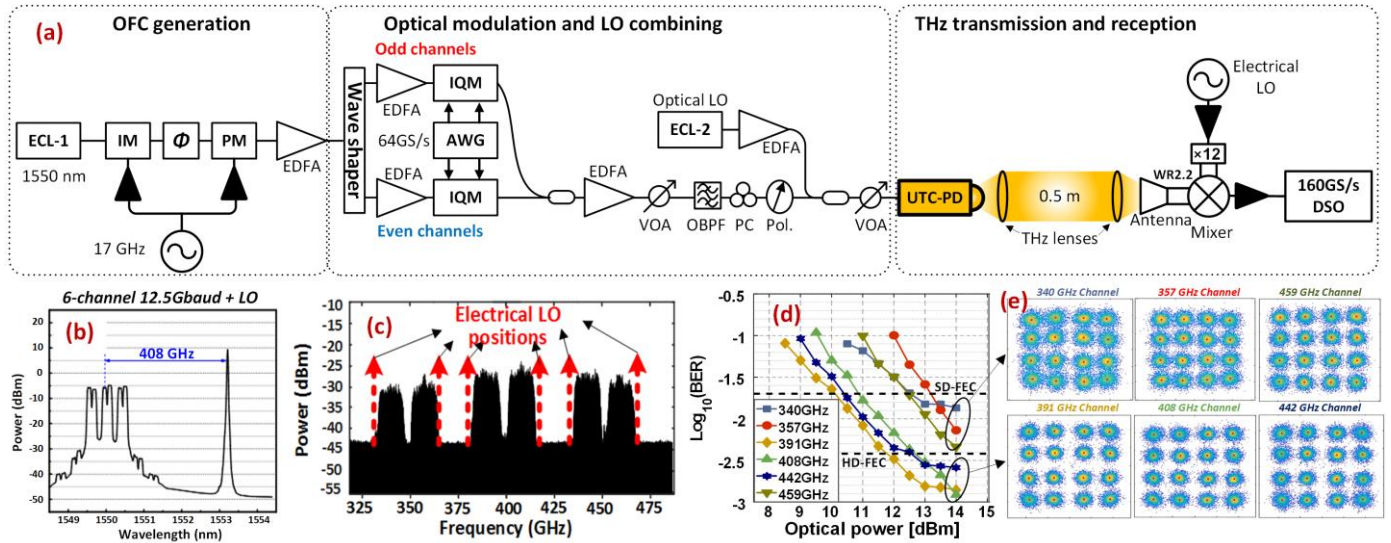 OFC generation
Optical modulation and LO combining
THz transmission and reception
(a)
Odd channels
Wave shaper
EDFA
IQM
64GS/s
AWG
EDFA
IQM
Even channels
ECL-1
1550 nm
IM
Φ
PM
EDFA
17 GHz
Optical LO
ECL-2
EDFA
EDFA
VOA
OBPF
PC
Pol.
VOA
UTC-PD
0.5 m
THz lenses
WR2.2
Antenna
Mixer
×12
Electrical
LO
160GS/s
DSO
6-channel 12.5Gbaud + LO
(b)
408 GHz
Power (dBm)
20
10
0
-10
-20
-30
-40
-50
1549
1550
1551
1552
1553
1554
Wavelength (nm)
(c)
Electrical LO
positions
Power (dBm)
-10
-15
-20
-25
-30
-35
-40
-45
-50
-55
325
350
375
400
425
450
475
Frequency (GHz)
(d)
Log10(BER)
-0.5
-1
-1.5
-2
-2.5
-3
SD-FEC
HD-FEC
340GHz
357GHz
391GHz
408GHz
442GHz
459GHz
8
9
10
11
12
13
14
15
Optical power [dBm]
(e)
340 GHz Channel
357 GHz Channel
459 GHz Channel
391 GHz Channel
408 GHz Channel
442 GHz Channel